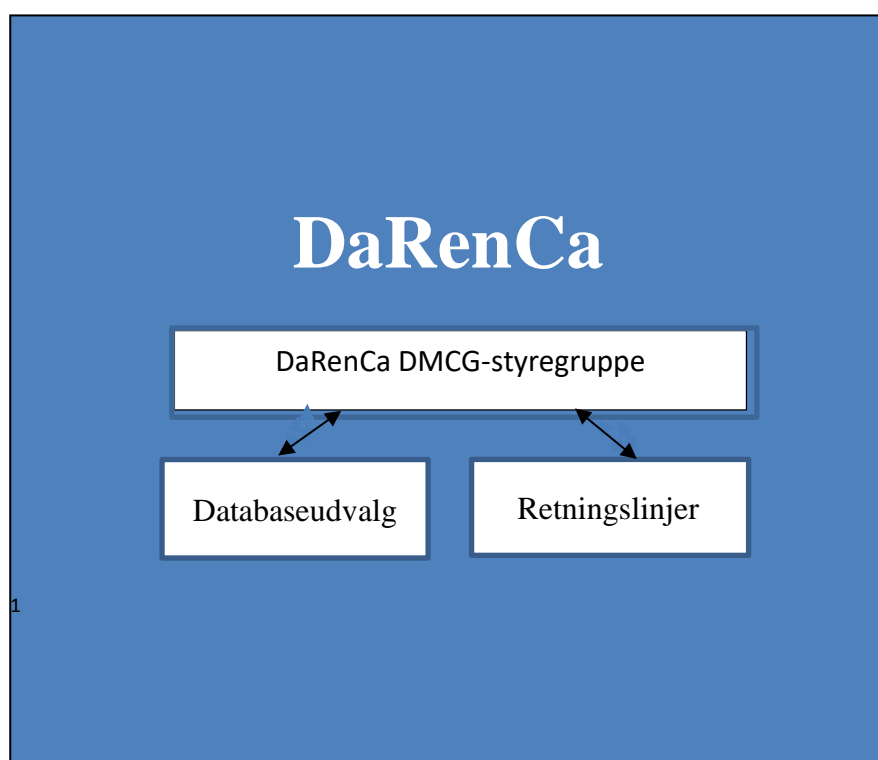 DaRenCa
DaRenCa DMCG-styregruppe
Databaseudvalg
Retningslinjer
1